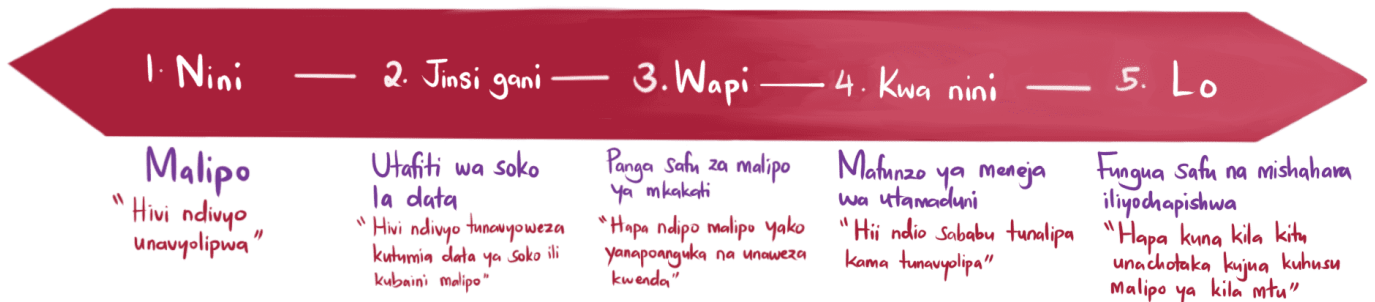 1. Nini — 2. Jinsi gani — 3. Wapi — 4. Kwa nini — 5. Lo
Malipo
"Hivi ndivyo
unavyolipwa"
Utafiti wa soko
la data
"Hivi ndivyo tunavyoweza
kutumia data ya soko ili
kubaini malipo"
Panga safu za malipo
ya mkakati
"Hapa ndipo malipo yako
yanapoanguka na unaweza
kwenda"
Mafunzo ya meneja
wa utamaduni
"Hii ndio sababu tunalipa
kama tunavyolipa"
Fungua safu na mishahara
iliyochapishwa
"Hapa kuna kila kitu
unachotaka kujua kuhusu
malipo ya kila mtu"